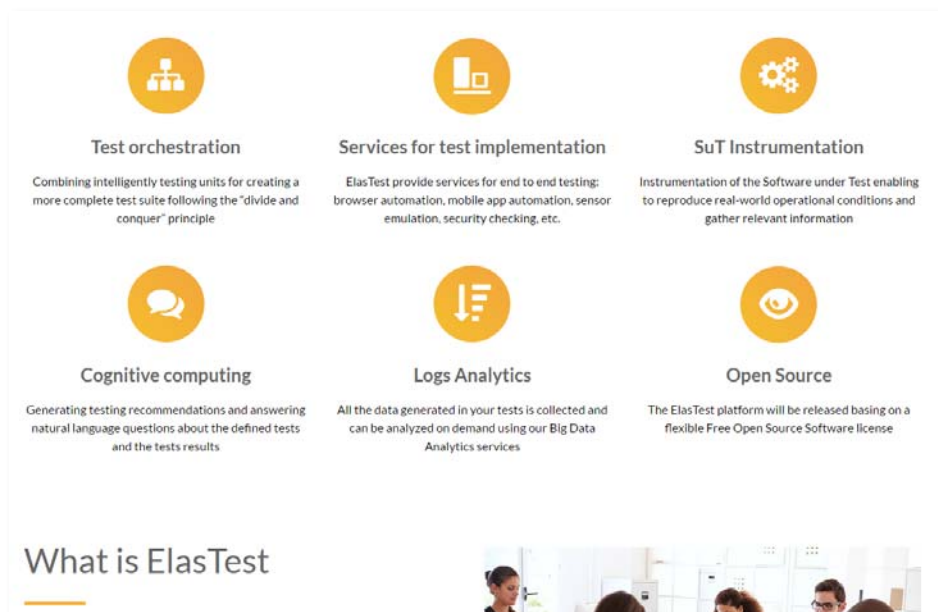 Test orchestration
Combining intelligently testing units for creating a
more complete test suite following the "divide and
conquer" principle
Services for test implementation
ElasTest provide services for end to end testing:
browser automation, mobile app automation, sensor
emulation, security checking, etc.
SuT Instrumentation
Instrumentation of the Software under Test enabling
to reproduce real-world operational conditions and
gather relevant information
Cognitive computing
Generating testing recommendations and answering
natural language questions about the defined tests
and the tests results
Logs Analytics
All the data generated in your tests is collected and
can be analyzed on demand using our Big Data
Analytics services
Open Source
The ElasTest platform will be released basing on a
flexible Free Open Source Software license
What is ElasTest